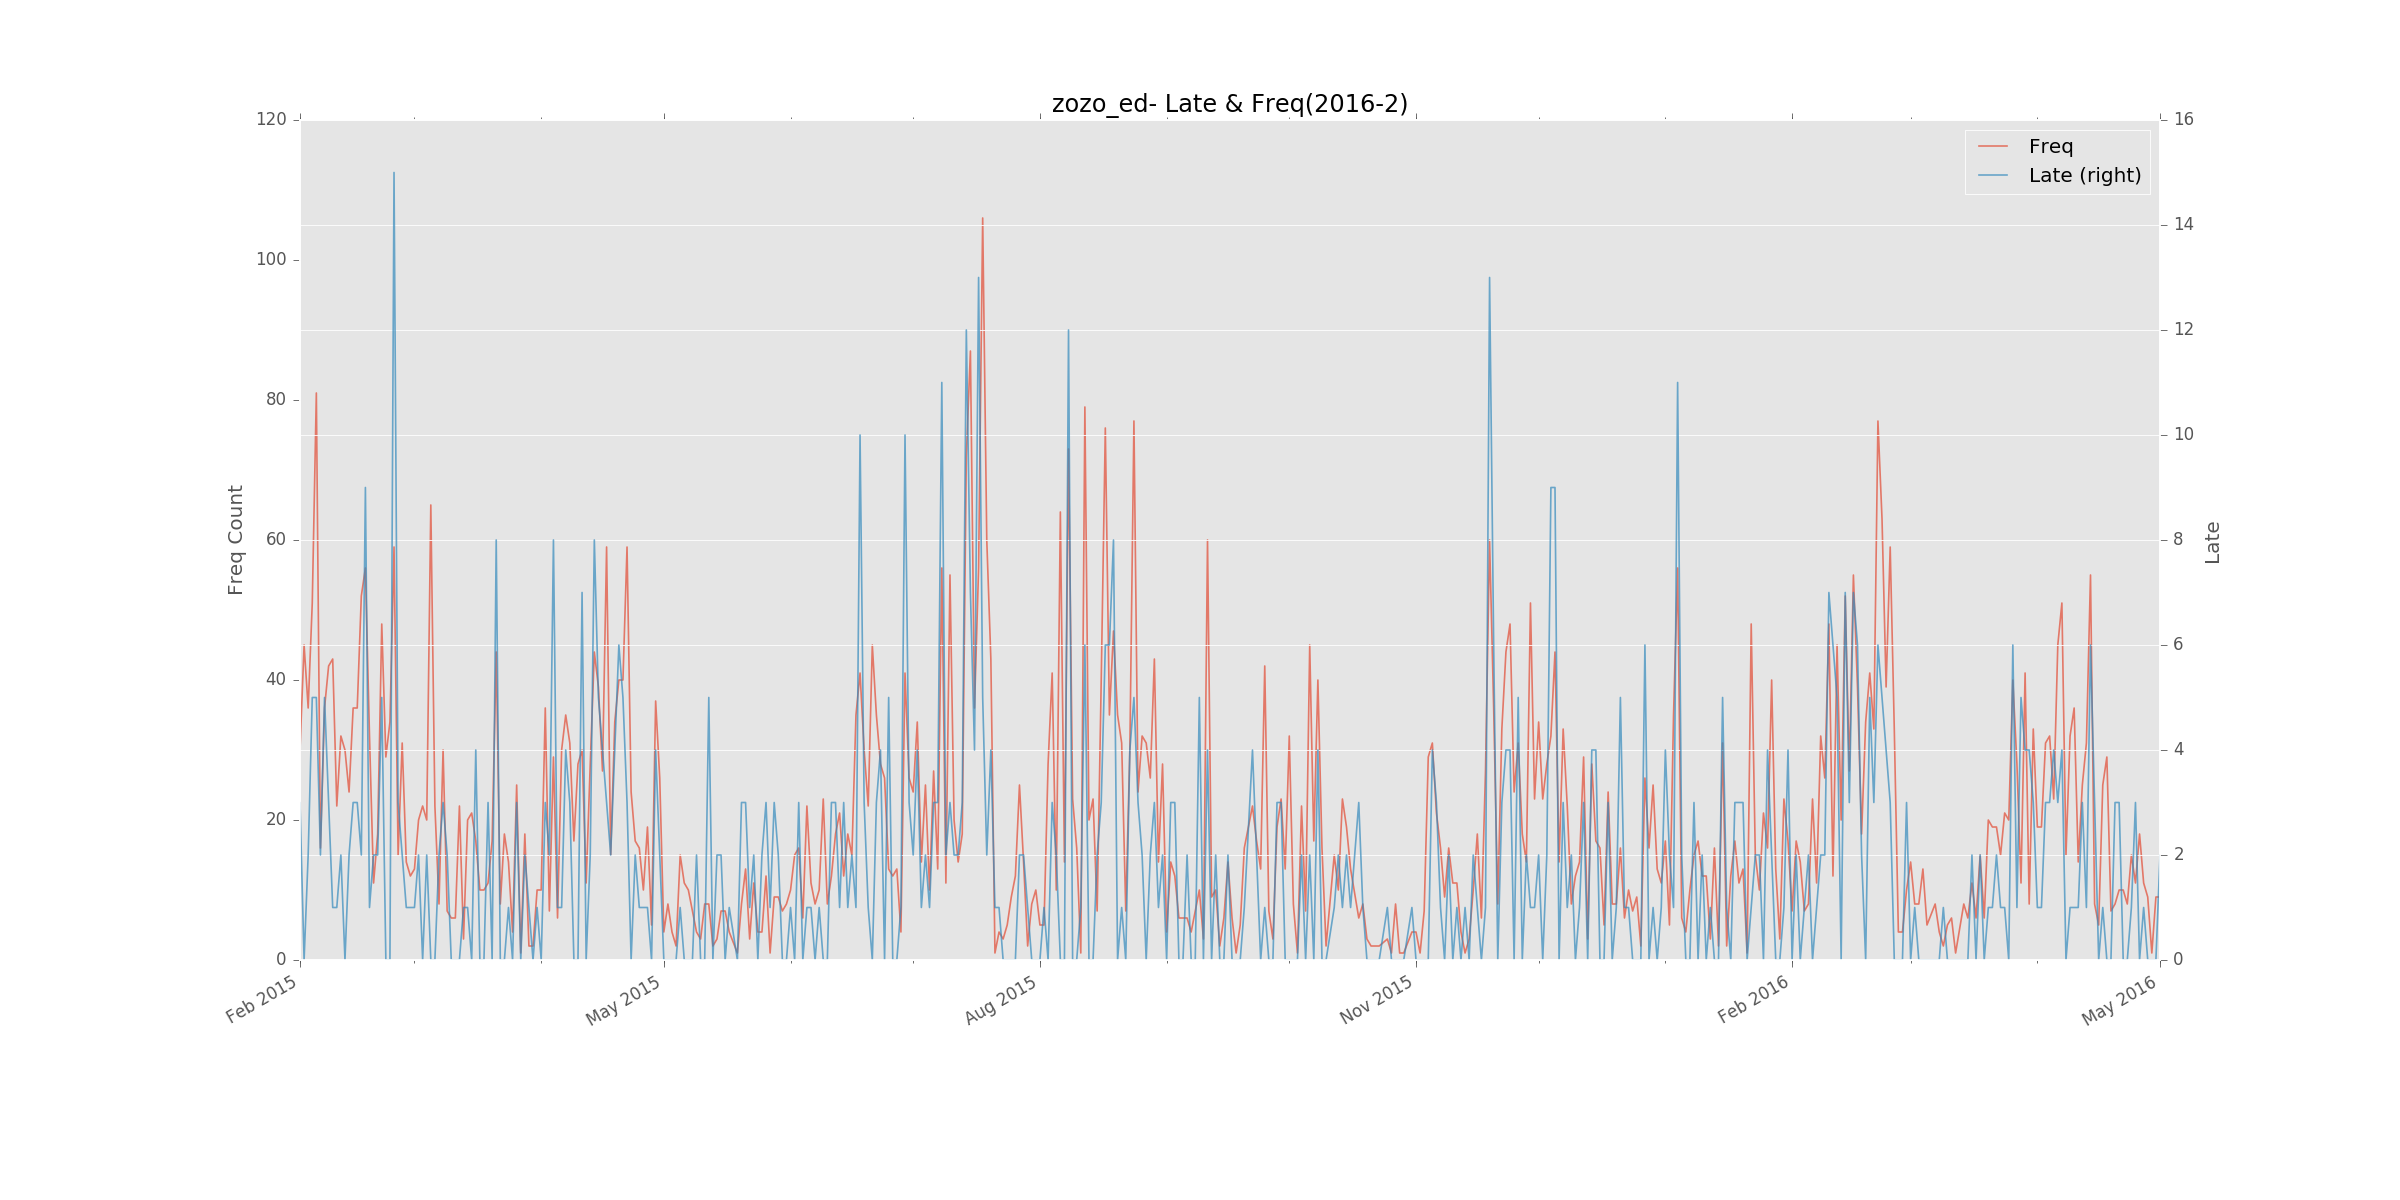 zozo_ed- Late & Freq(2016-2)
Freq
Late (right)
120
100
80
60
40
20
0
Freq Count
16
14
12
10
8
6
4
2
0
Late
Feb 2015
May 2015
Aug 2015
Nov 2015
Feb 2016
May 2016